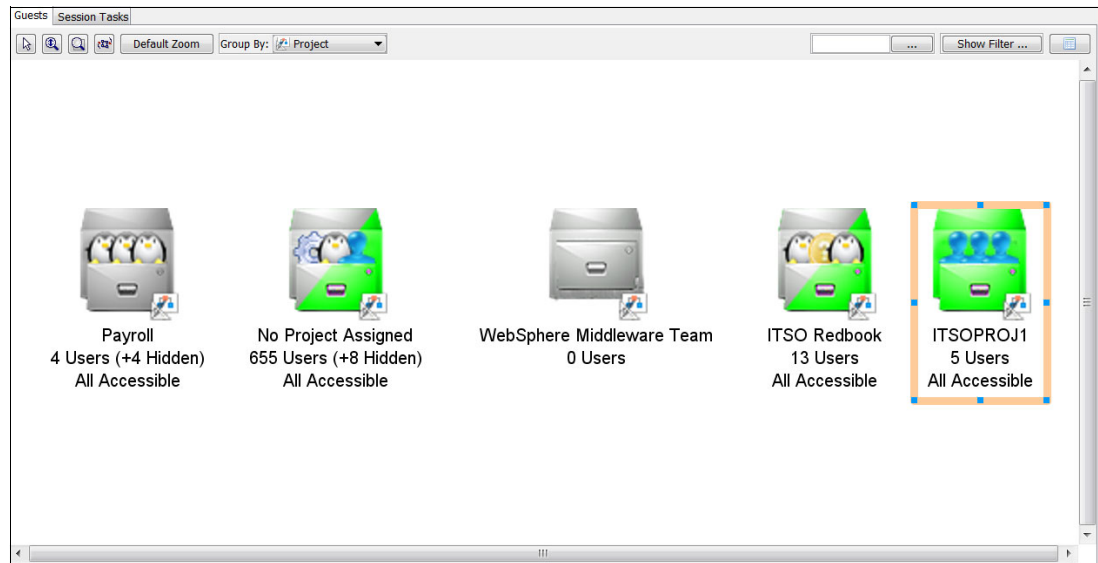 Guests Session Tasks
Default Zoom Group By: Project ... Show Filter ...
Payroll
4 Users (+4 Hidden)
All Accessible
No Project Assigned
655 Users (+8 Hidden)
All Accessible
WebSphere Middleware Team
0 Users
ITSO Redbook
13 Users
All Accessible
ITSOPROJ1
5 Users
All Accessible